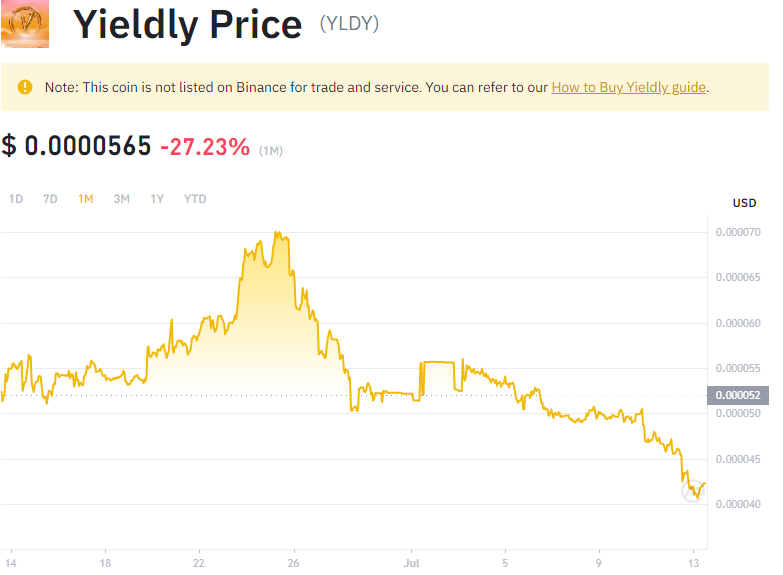 Yieldly Price (YLDY)
Note: This coin is not listed on Binance for trade and service. You can refer to our How to Buy Yieldly guide.
$ 0.0000565 -27.23% (1M)
1D 7D 1M 3M 1Y YTD
USD
0.000070
0.000065
0.000060
0.000055
0.000052
0.000050
0.000045
0.000040
14 18 22 26 Jul 5 9 13